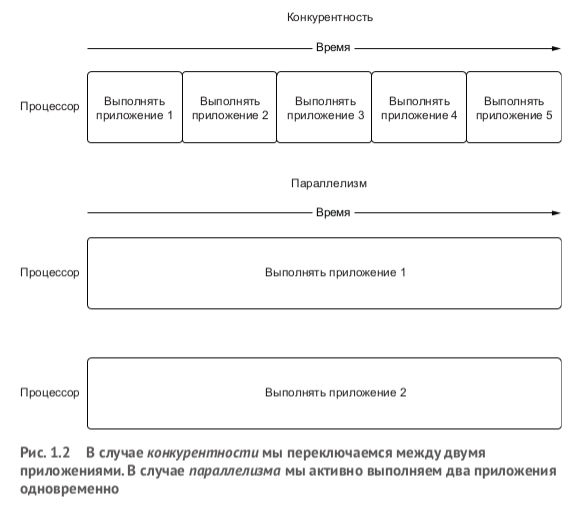 Конкурентность
Время
Процессор
Выполнять
приложение 1
Выполнять
приложение 2
Выполнять
приложение 3
Выполнять
приложение 4
Выполнять
приложение 5
Параллелизм
Время
Процессор
Выполнять приложение 1
Процессор
Выполнять приложение 2
Рис. 1.2 В случае конкурентности мы переключаемся между двумя
приложениями. В случае параллелизма мы активно выполняем два приложения
одновременно